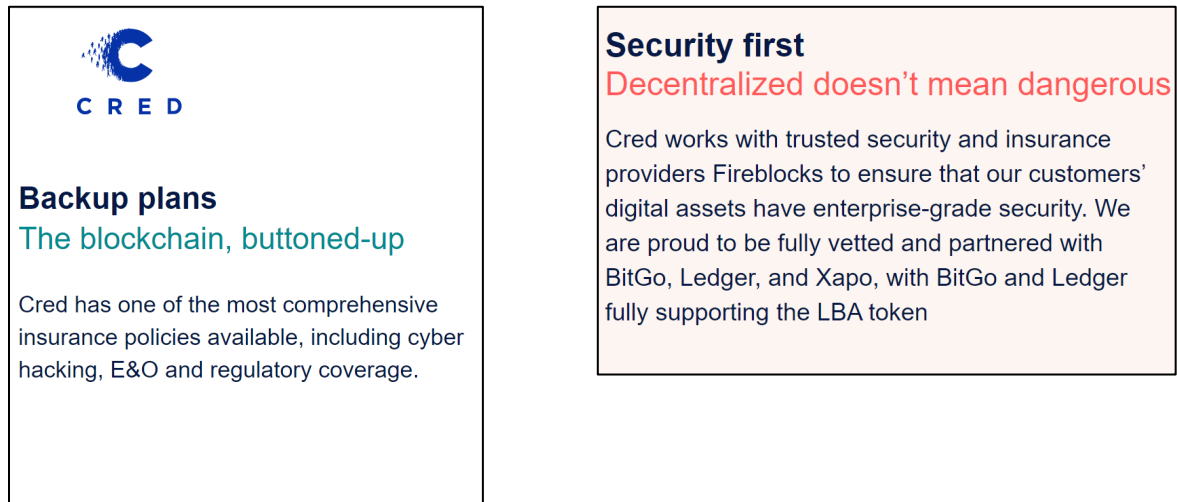 CRED
Backup plans
The blockchain, buttoned-up
Cred has one of the most comprehensive
insurance policies available, including cyber
hacking, E&O and regulatory coverage.
Security first
Decentralized doesn’t mean dangerous
Cred works with trusted security and insurance
providers Fireblocks to ensure that our customers’
digital assets have enterprise-grade security. We
are proud to be fully vetted and partnered with
BitGo, Ledger, and Xapo, with BitGo and Ledger
fully supporting the LBA token